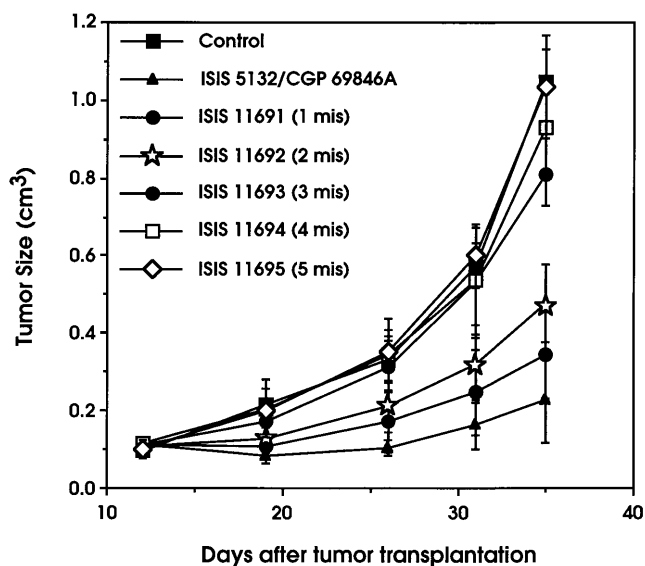 1.2
1.0
0.8
0.6
0.4
0.2
0.0
Tumor Size (cm³)
Control
ISIS 5132/CGP 69846A
ISIS 11691 (1 mis)
ISIS 11692 (2 mis)
ISIS 11693 (3 mis)
ISIS 11694 (4 mis)
ISIS 11695 (5 mis)
10 20 30 40
Days after tumor transplantation